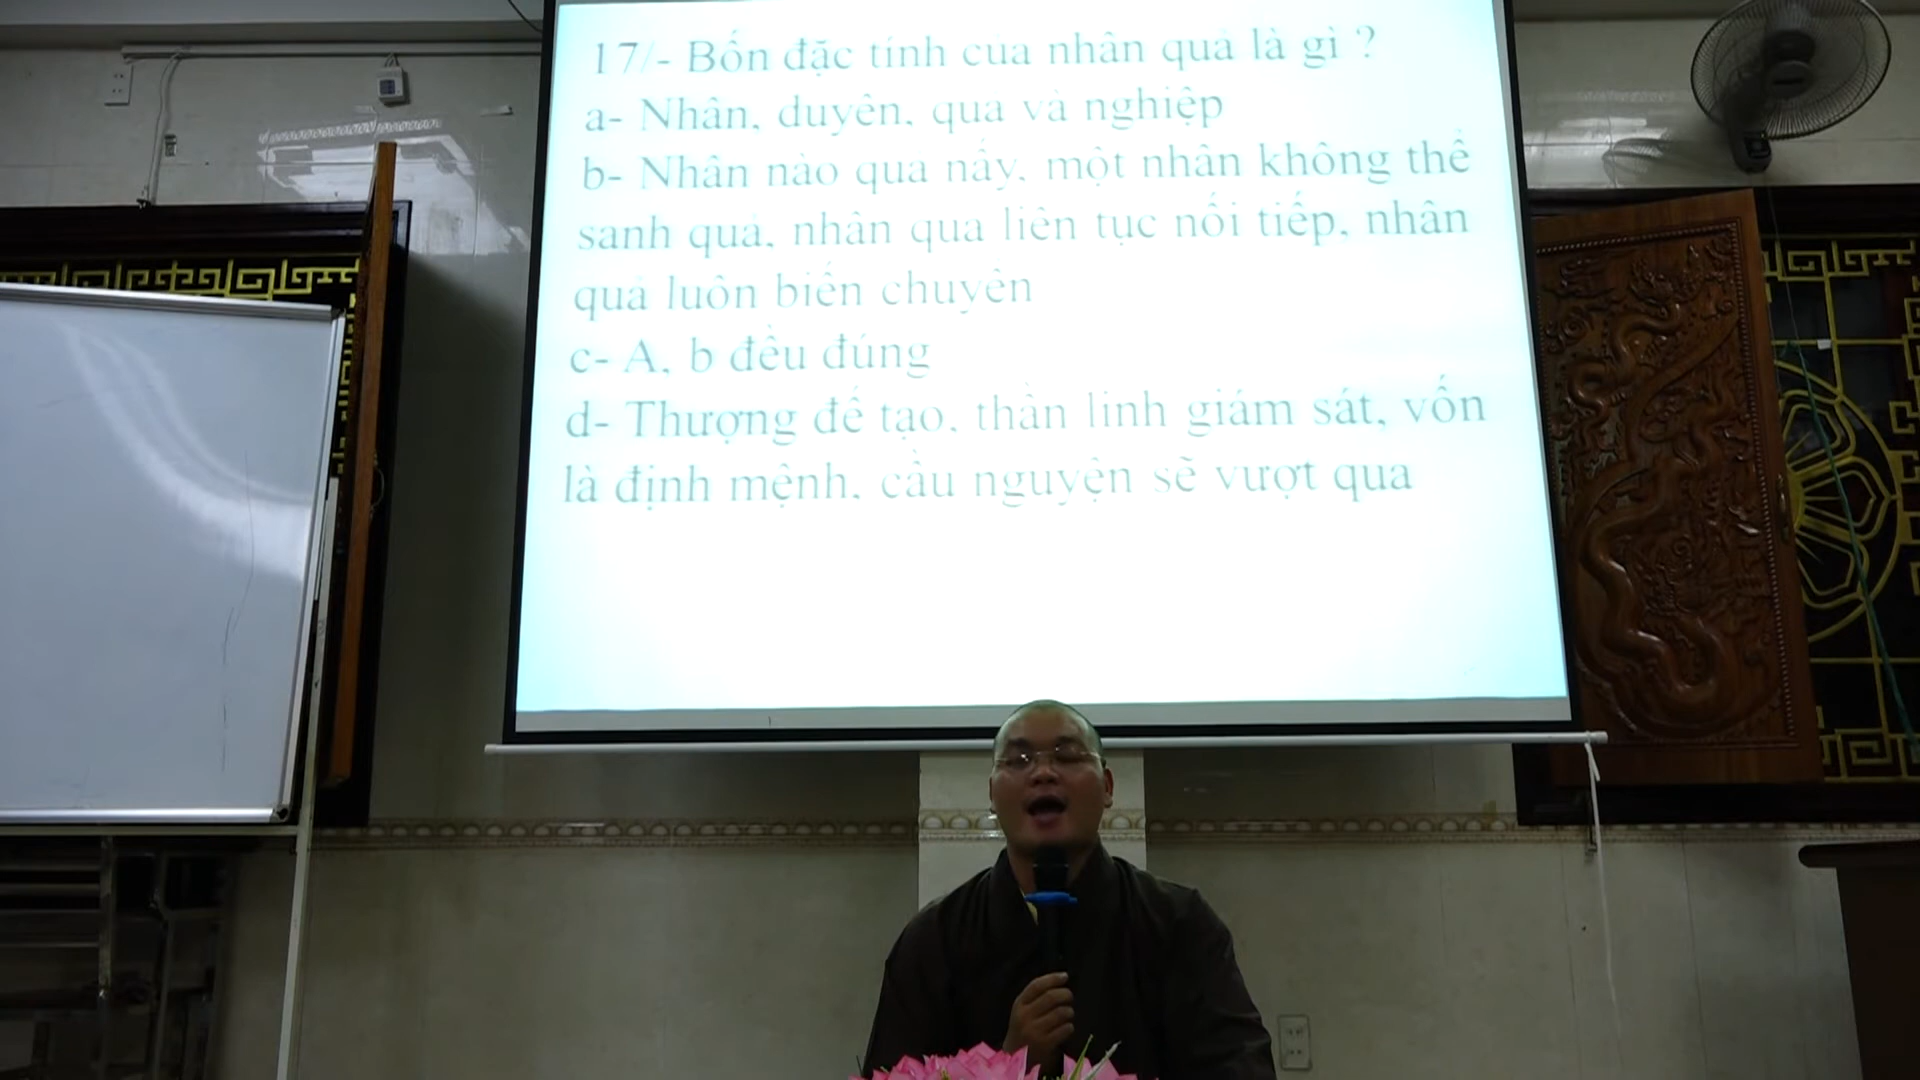 17/- Bốn đặc tính của nhân quả là gì ?
a- Nhân, duyên, quả và nghiệp
b- Nhân nào quả nấy, một nhân không thể
sanh quả, nhân quả liên tục nối tiếp, nhân
quả luôn biến chuyển
c- A, b đều đúng
d- Thượng đế tạo, thần linh giám sát, vốn
là định mệnh, cầu nguyện sẽ vượt qua